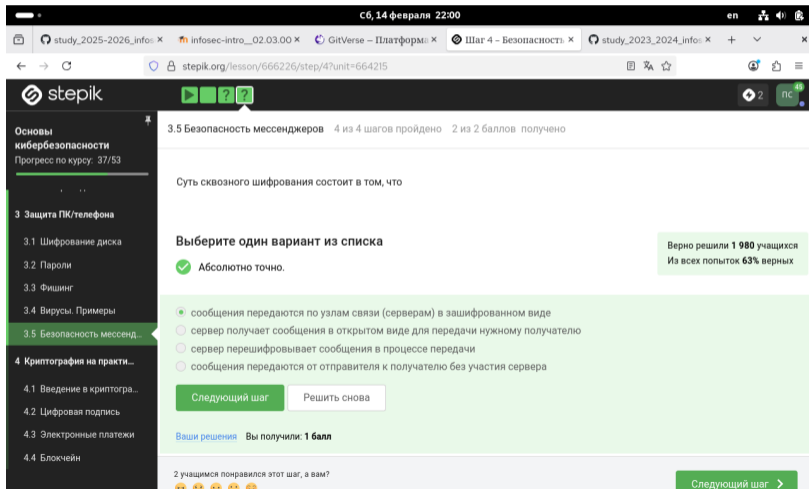 Сб, 14 февраля 22:00
en
study_2025-2026_infos
infosec-intro__02.03.00
GitVerse – Платформа
Шаг 4 – Безопасность
study_2023_2024_infos
stepik.org/lesson/666226/step/4?unit=664215
stepik
? ?
2
ПС
45
Основы кибербезопасности
Прогресс по курсу: 37/53
3.5 Безопасность мессенджеров 4 из 4 шагов пройдено 2 из 2 баллов получено
3 Защита ПК/телефона
3.1 Шифрование диска
3.2 Пароли
3.3 Фишинг
3.4 Вирусы. Примеры
3.5 Безопасность мессенд...
4 Криптография на практи...
4.1 Введение в криптогра...
4.2 Цифровая подпись
4.3 Электронные платежи
4.4 Блокчейн
Суть сквозного шифрования состоит в том, что
Выберите один вариант из списка
Абсолютно точно.
Верно решили 1 980 учащихся
Из всех попыток 63% верных
сообщения передаются по узлам связи (серверам) в зашифрованном виде
сервер получает сообщения в открытом виде для передачи нужному получателю
сервер перешифровывает сообщения в процессе передачи
сообщения передаются от отправителя к получателю без участия сервера
Следующий шаг
Решить снова
Ваши решения Вы получили: 1 балл
2 учащимся понравился этот шаг, а вам?
Следующий шаг